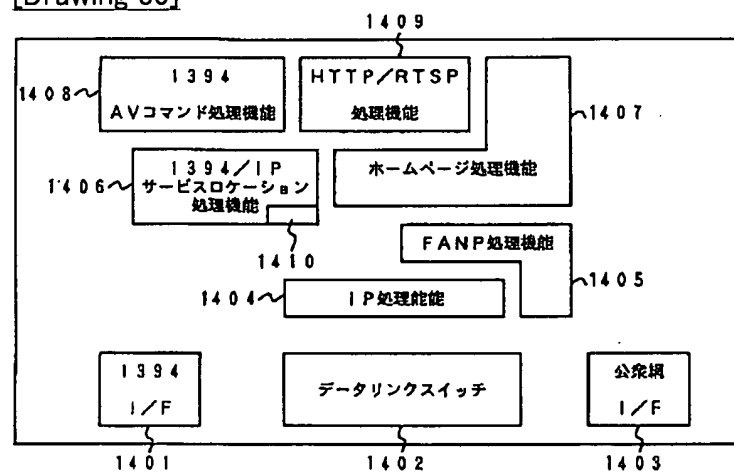 1409
1394
AVコマンド処理機能
HTTP/RTSP
処理機能
1408
1407
1394/IP
サービスロケーション
処理機能
ホームページ処理機能
1406
1410
FANP処理機能
1404
IP処理能能
1405
1394
I/F
データリンクスイッチ
公衆網
I/F
1401
1402
1403